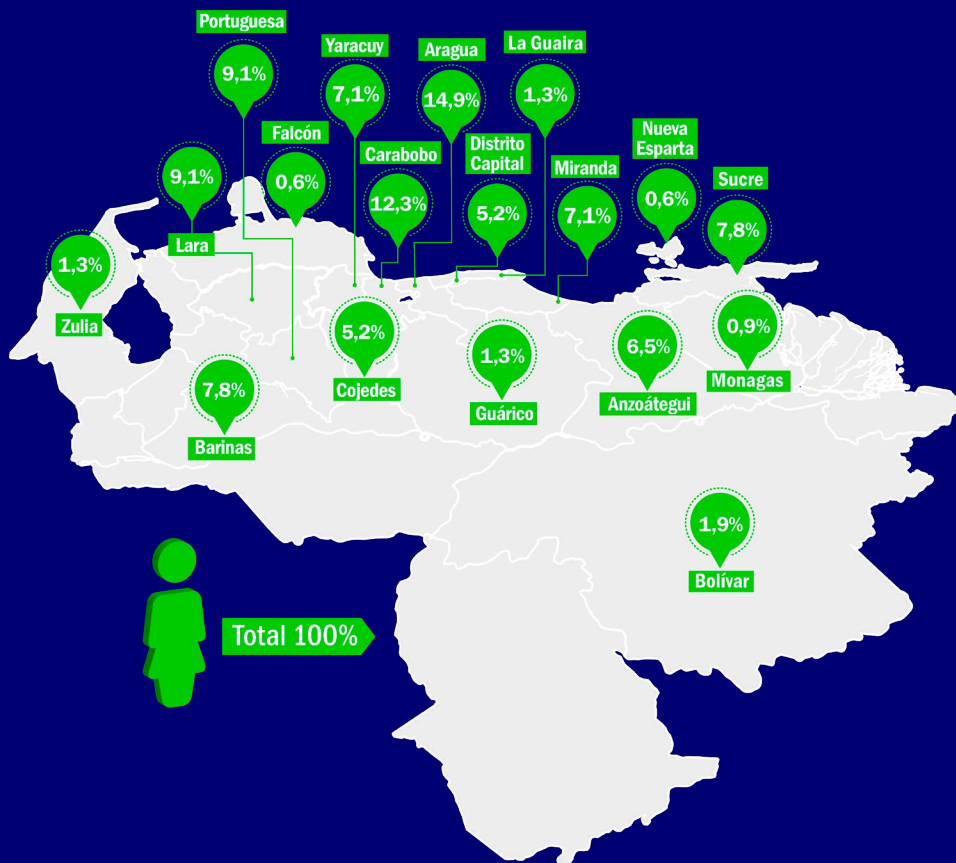 Portuguesa
9,1%
Yaracuy
7,1%
Aragua
14,9%
La Guaira
1,3%
Falcón
0,6%
Carabobo
12,3%
Distrito
Capital
5,2%
Miranda
7,1%
Nueva
Esparta
0,6%
Sucre
7,8%
9,1%
Lara
1,3%
Zulia
5,2%
Cojedes
1,3%
Guárico
6,5%
Anzoátegui
0,9%
Monagas
7,8%
Barinas
1,9%
Bolívar
Total 100%